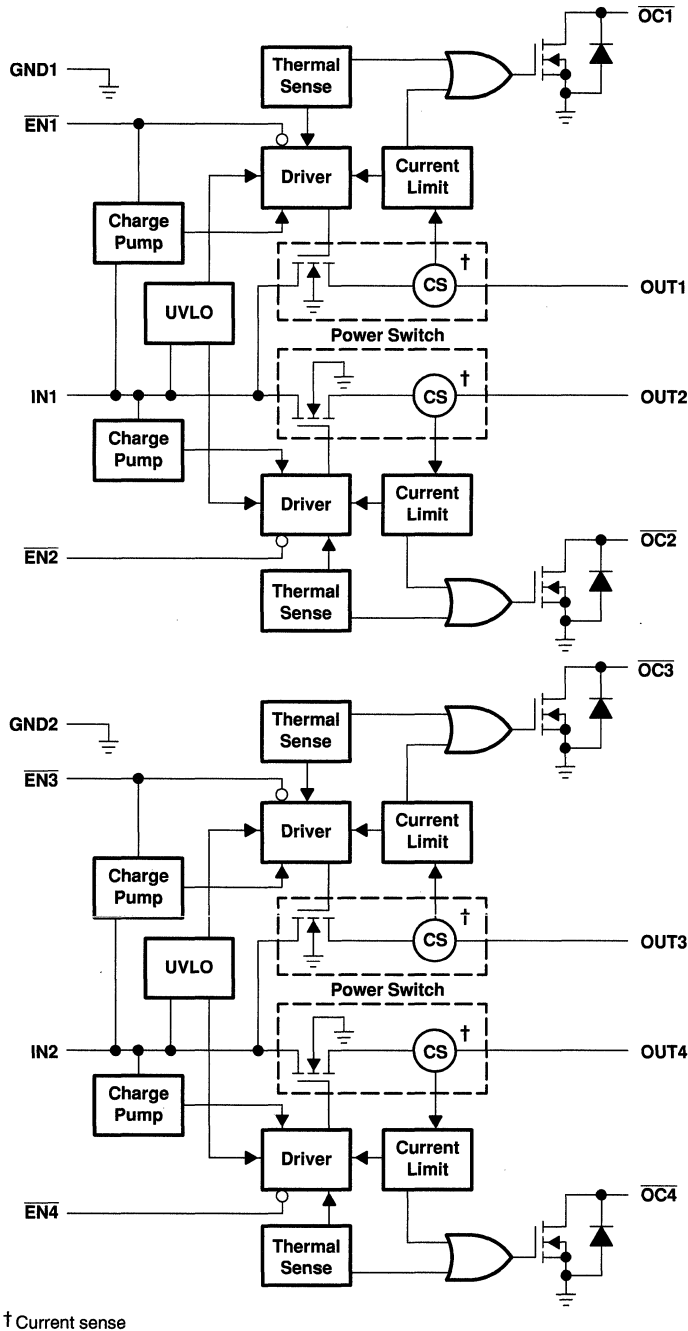 OC1
GND1
Thermal
Sense
EN1
Driver
Current
Limit
Charge
Pump
†
CS
OUT1
UVLO
Power Switch
†
IN1
CS
OUT2
Charge
Pump
Driver
Current
Limit
OC2
EN2
Thermal
Sense
OC3
GND2
Thermal
Sense
EN3
Driver
Current
Limit
Charge
Pump
†
CS
OUT3
UVLO
Power Switch
†
IN2
CS
OUT4
Charge
Pump
Driver
Current
Limit
OC4
EN4
Thermal
Sense
† Current sense